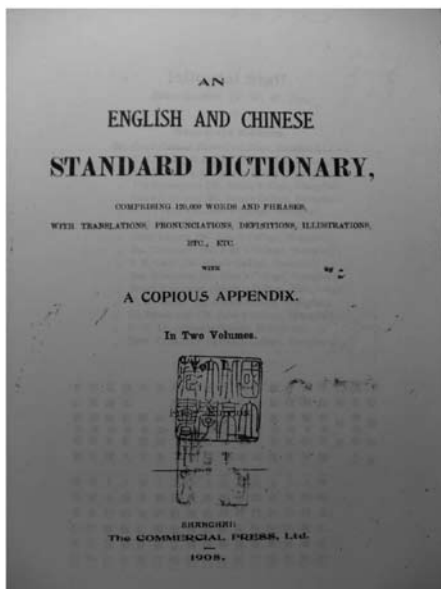 AN
ENGLISH AND CHINESE
STANDARD DICTIONARY,
COMPRISING 120,000 WORDS AND PHRASES,
WITH TRANSLATIONS, PRONUNCIATIONS, DEFINITIONS, ILLUSTRATIONS,
ETC., ETC.
WITH
A COPIOUS APPENDIX.
In Two Volumes.
Vol. I.
SHANGHAI:
The COMMERCIAL PRESS, Ltd.
1908.